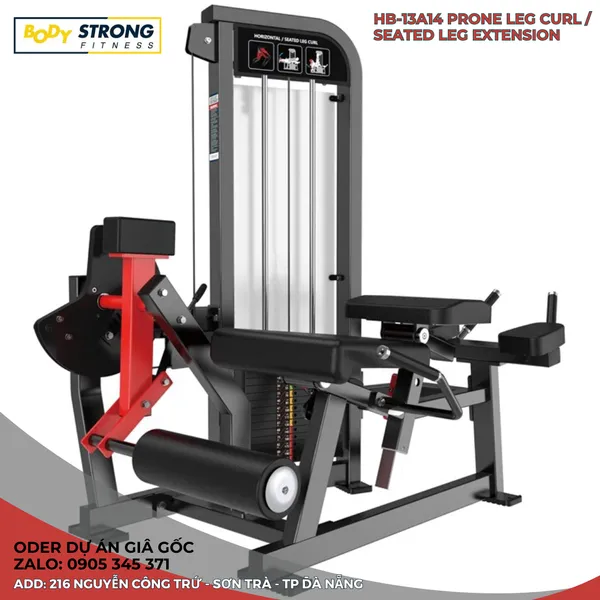 BODY STRONG
FITNESS
HB-13A14 PRONE LEG CURL /
SEATED LEG EXTENSION
HORIZONTAL / SEATED LEG CURL
ODER DỰ ÁN GIÂ GỐC
ZALO: 0905 345 371
ADD: 216 NGUYỄN CÔNG TRỨ - SƠN TRÀ - TP ĐÀ NẴNG